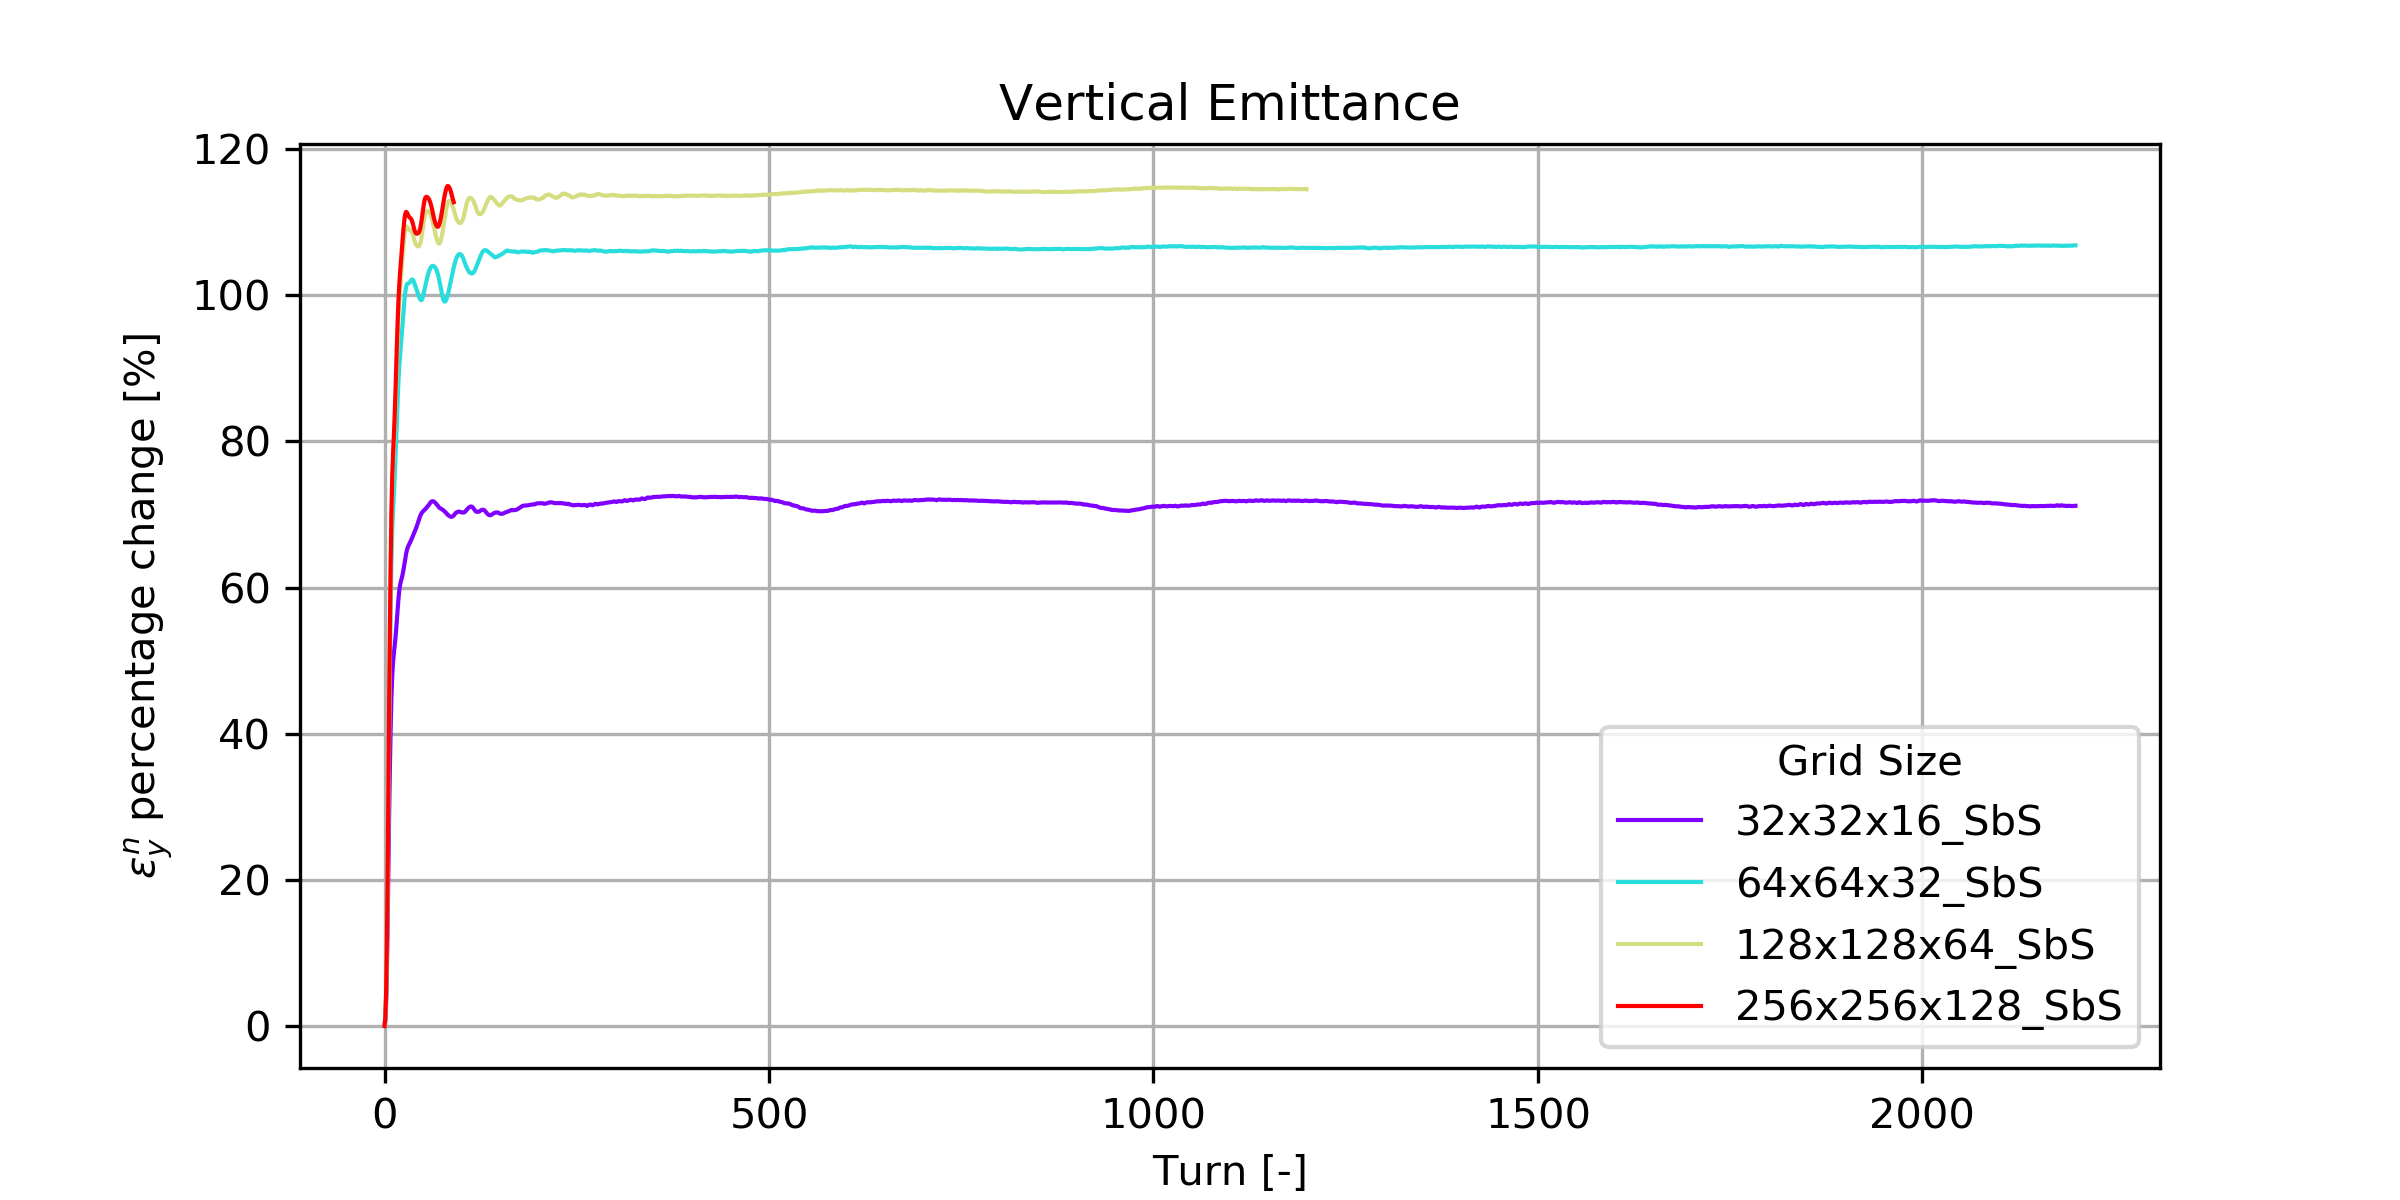 Vertical Emittance
120
100
80
60
40
20
0
εyⁿ percentage change [%]
0 500 1000 1500 2000
Turn [-]
Grid Size
32x32x16_SbS
64x64x32_SbS
128x128x64_SbS
256x256x128_SbS